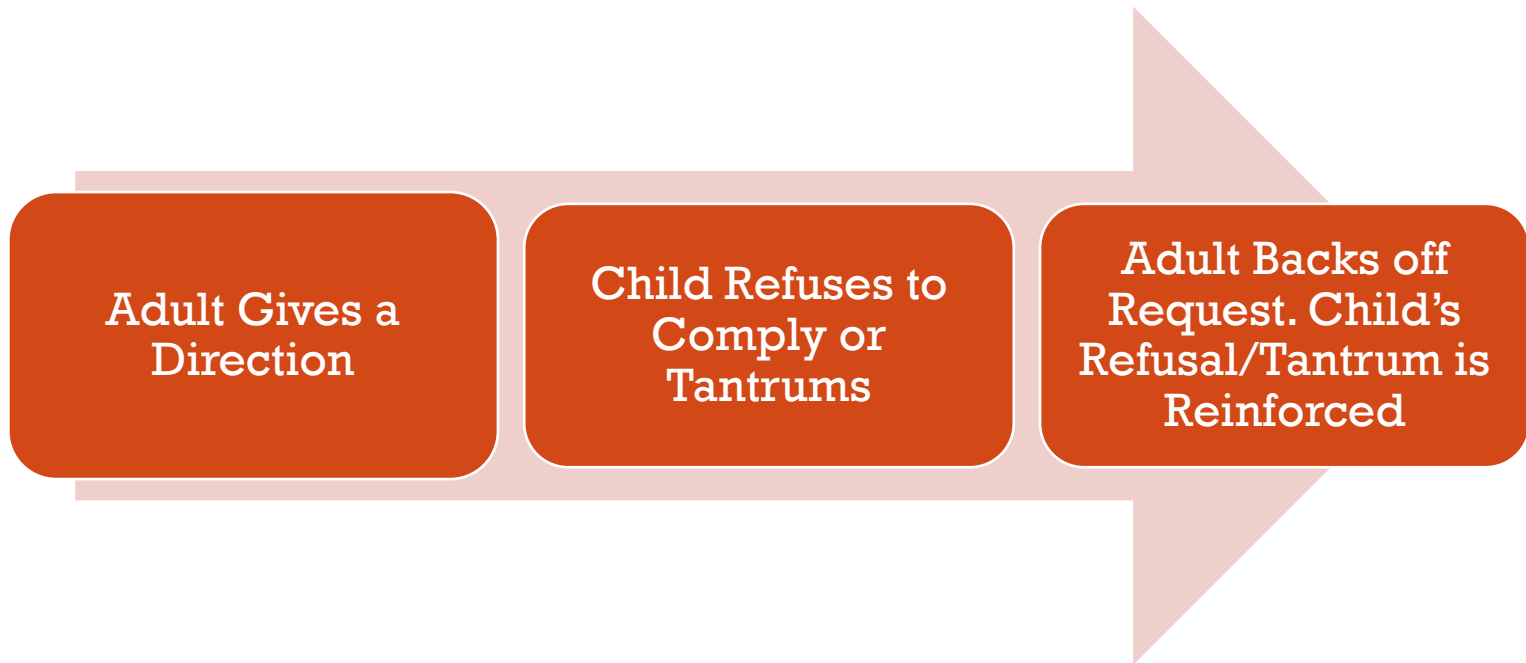 Adult Gives a
Direction
Child Refuses to
Comply or
Tantrums
Adult Backs off
Request. Child’s
Refusal/Tantrum is
Reinforced